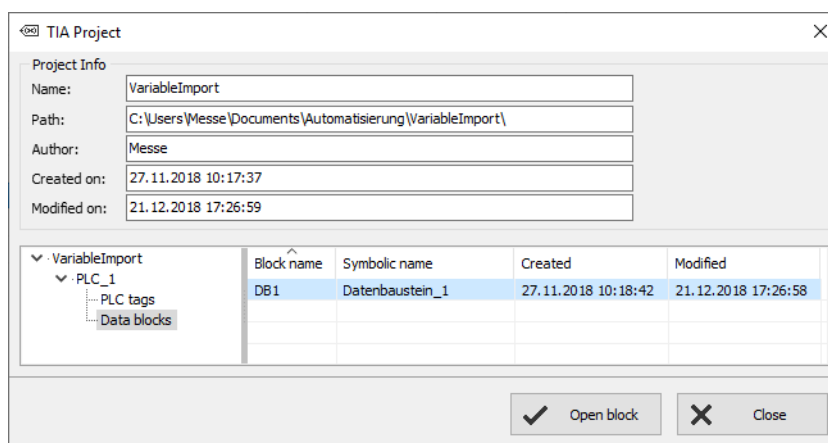 TIA Project
Project Info
Name: VariableImport
Path: C:\Users\Messe\Documents\Automatisierung\VariableImport\
Author: Messe
Created on: 27.11.2018 10:17:37
Modified on: 21.12.2018 17:26:59
VariableImport
PLC_1
PLC tags
Data blocks
Block name Symbolic name Created Modified
DB1 Datenbaustein_1 27.11.2018 10:18:42 21.12.2018 17:26:58
Open block Close